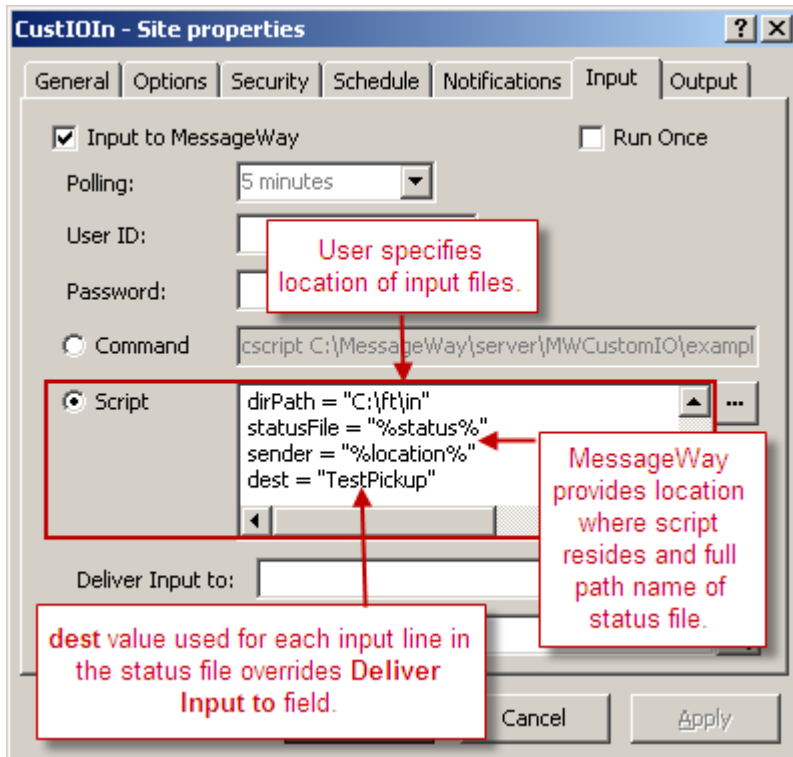 CustIOIn - Site properties
General Options Security Schedule Notifications Input Output
Input to MessageWay Run Once
Polling: 5 minutes
User ID:
User specifies
location of input files.
Password:
Command cscript C:\MessageWay\server\MWCustomIO\exampl
Script
dirPath = "C:\ft\in"
statusFile = "%status%"
sender = "%location%"
dest = "TestPickup"
...
MessageWay
provides location
where script
resides and full
path name of
status file.
Deliver Input to:
dest value used for each input line in
the status file overrides Deliver
Input to field.
Cancel Apply